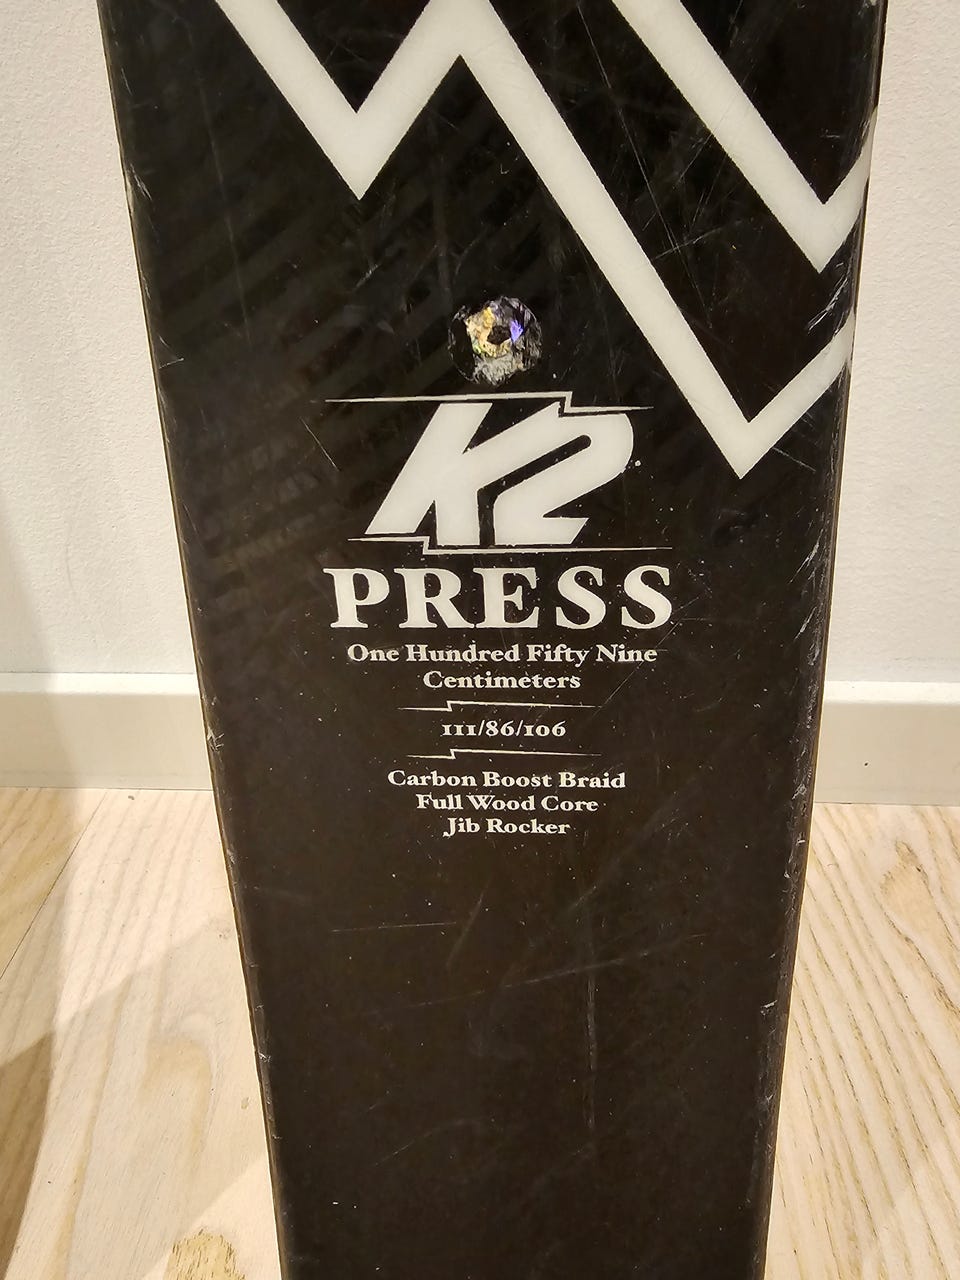 K2
PRESS
One Hundred Fifty Nine
Centimeters
111/86/106
Carbon Boost Braid
Full Wood Core
Jib Rocker